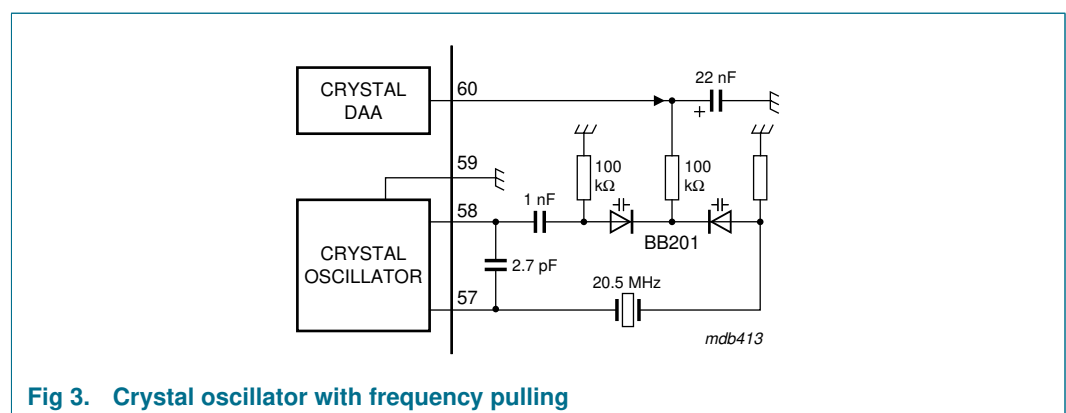 CRYSTAL
DAA
60
22 nF
+
59
100
kΩ
100
kΩ
58
1 nF
BB201
CRYSTAL
OSCILLATOR
2.7 pF
57
20.5 MHz
mdb413
Fig 3. Crystal oscillator with frequency pulling